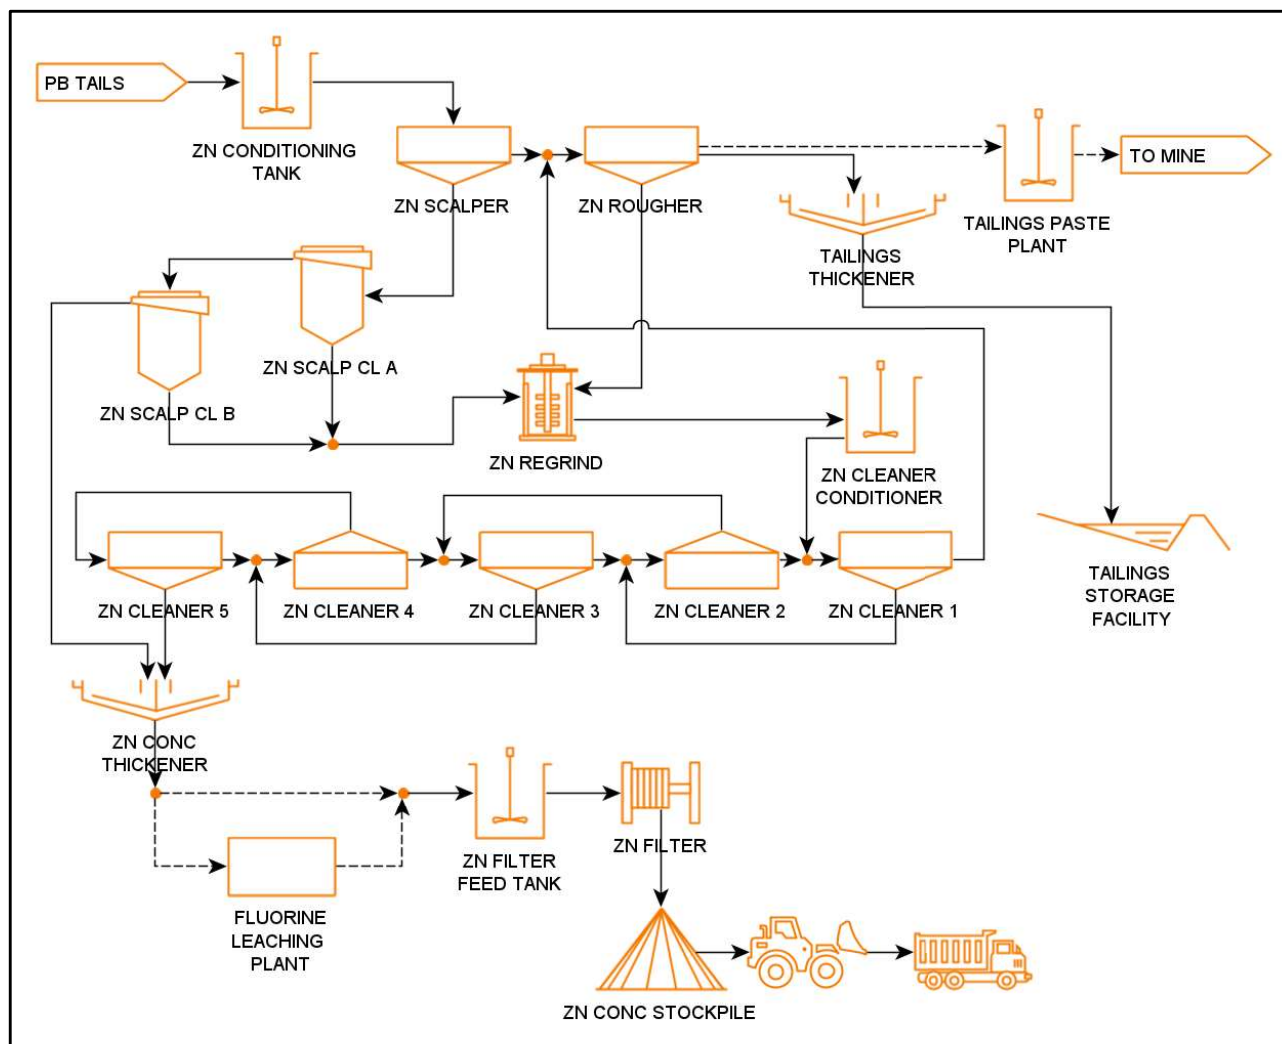 PB TAILS
ZN CONDITIONING
TANK
ZN SCALPER
ZN ROUGHER
TAILINGS PASTE
PLANT
TO MINE
TAILINGS
THICKENER
ZN SCALP CL A
ZN SCALP CL B
ZN REGRIND
ZN CLEANER
CONDITIONER
ZN CLEANER 5
ZN CLEANER 4
ZN CLEANER 3
ZN CLEANER 2
ZN CLEANER 1
TAILINGS
STORAGE
FACILITY
ZN CONC
THICKENER
FLUORINE
LEACHING
PLANT
ZN FILTER
FEED TANK
ZN FILTER
ZN CONC STOCKPILE